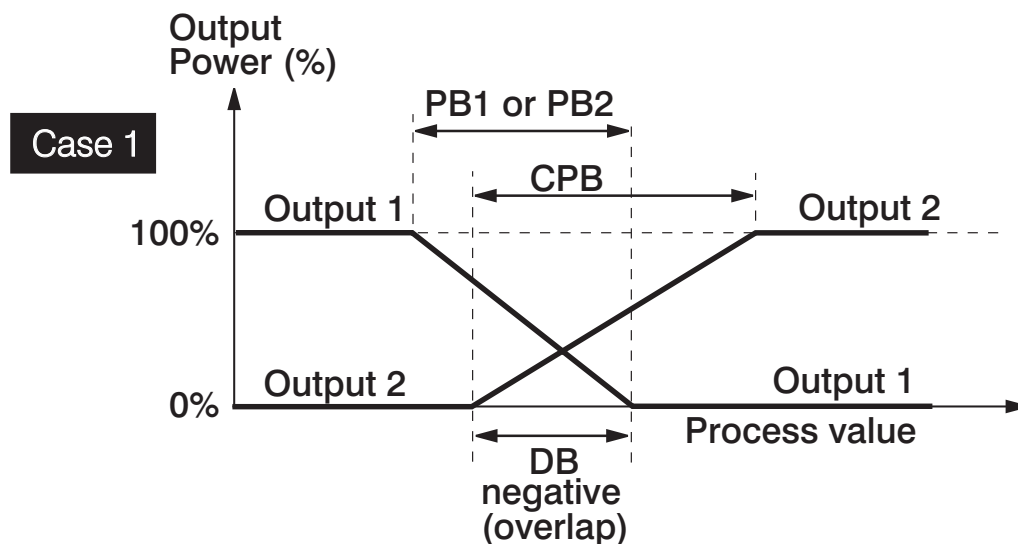 Output
Power (%)
PB1 or PB2
Case 1
CPB
Output 1
Output 2
100%
Output 2
Output 1
0%
Process value
DB
negative
(overlap)